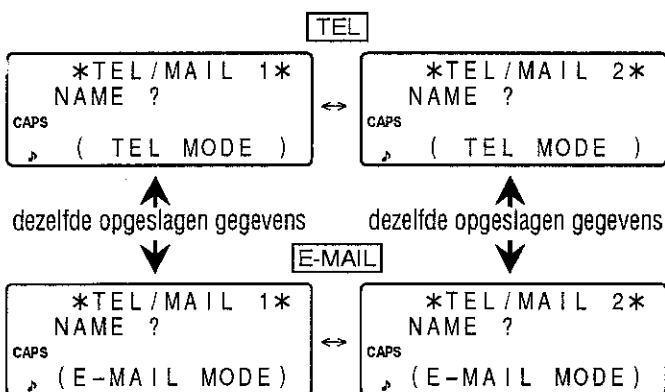 TEL
*TEL/MAIL 1*
NAME ?
CAPS
♪ ( TEL MODE )
↔
*TEL/MAIL 2*
NAME ?
CAPS
♪ ( TEL MODE )
dezelfde opgeslagen gegevens
dezelfde opgeslagen gegevens
E-MAIL
*TEL/MAIL 1*
NAME ?
CAPS
♪ (E-MAIL MODE)
↔
*TEL/MAIL 2*
NAME ?
CAPS
♪ (E-MAIL MODE)